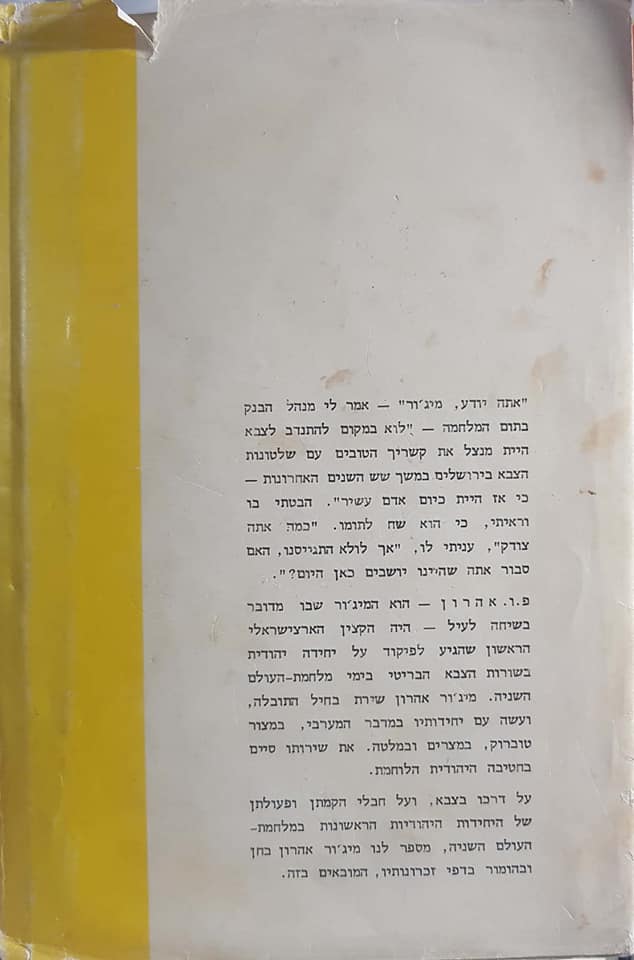 "אתה יודע, מיג׳ור" — אמר לי מנהל הבנק
בתום המלחמה — "לוא במקום להתנדב לצבא
היית מנצל את קשריך הטובים עם שלטונות
הצבא בירושלים במשך שש השנים האחרונות —
כי אז היית כיום אדם עשיר". הבטתי בו
וראיתי, כי הוא שח לתומו. "כמה אתה
צודק", עניתי לו, "אך לולא התגייסנו, האם
סבור אתה שהיינו יושבים כאן היום?".
פ.ו. אהרון — הוא המיג׳ור שבו מדובר
בשיחה לעיל — היה הקצין הארצישראלי
הראשון שהגיע לפיקוד על יחידה יהודית
בשורות הצבא הבריטי בימי מלחמת-העולם
השניה. מיג׳ור אהרון שירת בחיל התובלה,
ועשה עם יחידותיו במדבר המערבי, במצור
טוברוק, במצרים ובמלטה. את שירותו סיים
בחטיבה היהודית הלוחמת.
על דרכו בצבא, ועל חבלי הקמתן ופעולתן
של היחידות היהודיות הראשונות במלחמת-
העולם השניה, מספר לנו מיג׳ור אהרון בחן
ובהומור בדפי זכרונותיו, המובאים בזה.